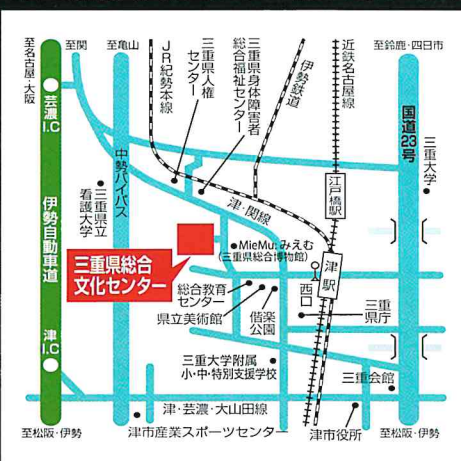 至名古屋・大阪
至関
至亀山
JR紀勢本線
三重県人権
センター
三重県身体障害者
総合福祉センター
伊勢鉄道
近鉄名古屋線
至鈴鹿・四日市
芸濃
I.C
国道23号
三重大学
中勢バイパス
三重県立
看護大学
江戸橋駅
伊勢自動車道
津・関線
MieMu:みえむ
(三重県総合博物館)
三重県総合
文化センター
津駅
西口
総合教育
センター
県立美術館
偕楽
公園
三重
県庁
津
I.C
三重大学附属
小・中・特別支援学校
三重会館
津・芸濃・大山田線
至松阪・伊勢
津市産業スポーツセンター
津市役所
至松阪・伊勢